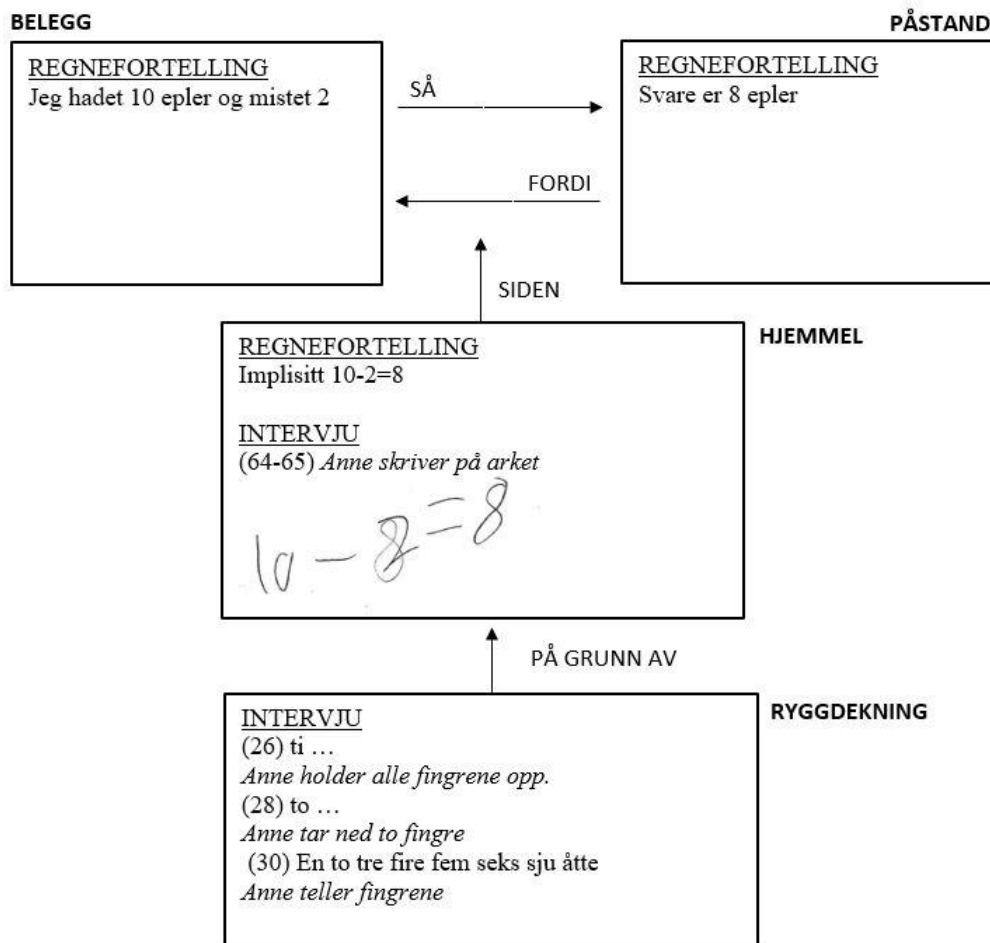 BELEGG
PÅSTAND
REGNEFORTELLING
Jeg hadet 10 epler og mistet 2
SÅ
FORDI
REGNEFORTELLING
Svare er 8 epler
SIDEN
HJEMMEL
REGNEFORTELLING
Implisitt 10-2=8
INTERVJU
(64-65) Anne skriver på arket
10 - 8 = 8
PÅ GRUNN AV
RYGGDEKNING
INTERVJU
(26) ti …
Anne holder alle fingrene opp.
(28) to …
Anne tar ned to fingre
(30) En to tre fire fem seks sju åtte
Anne teller fingrene